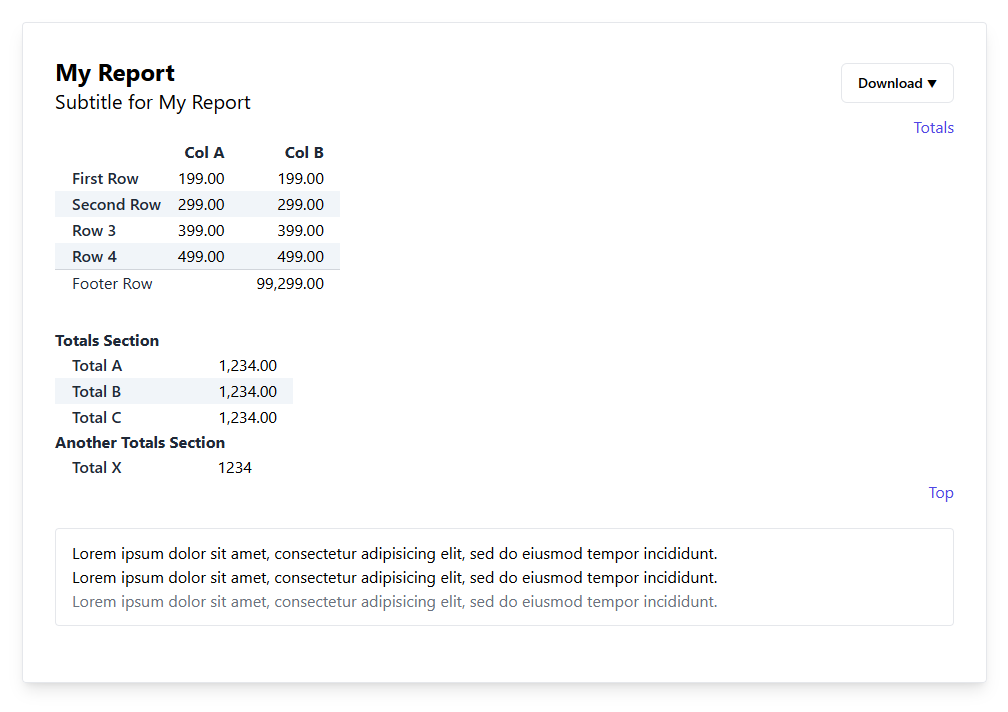 My Report
Subtitle for My Report
Download ▼
Totals
Col A Col B
First Row 199.00 199.00
Second Row 299.00 299.00
Row 3 399.00 399.00
Row 4 499.00 499.00
Footer Row 99,299.00
Totals Section
Total A 1,234.00
Total B 1,234.00
Total C 1,234.00
Another Totals Section
Total X 1234
Top
Lorem ipsum dolor sit amet, consectetur adipisicing elit, sed do eiusmod tempor incididunt.
Lorem ipsum dolor sit amet, consectetur adipisicing elit, sed do eiusmod tempor incididunt.
Lorem ipsum dolor sit amet, consectetur adipisicing elit, sed do eiusmod tempor incididunt.